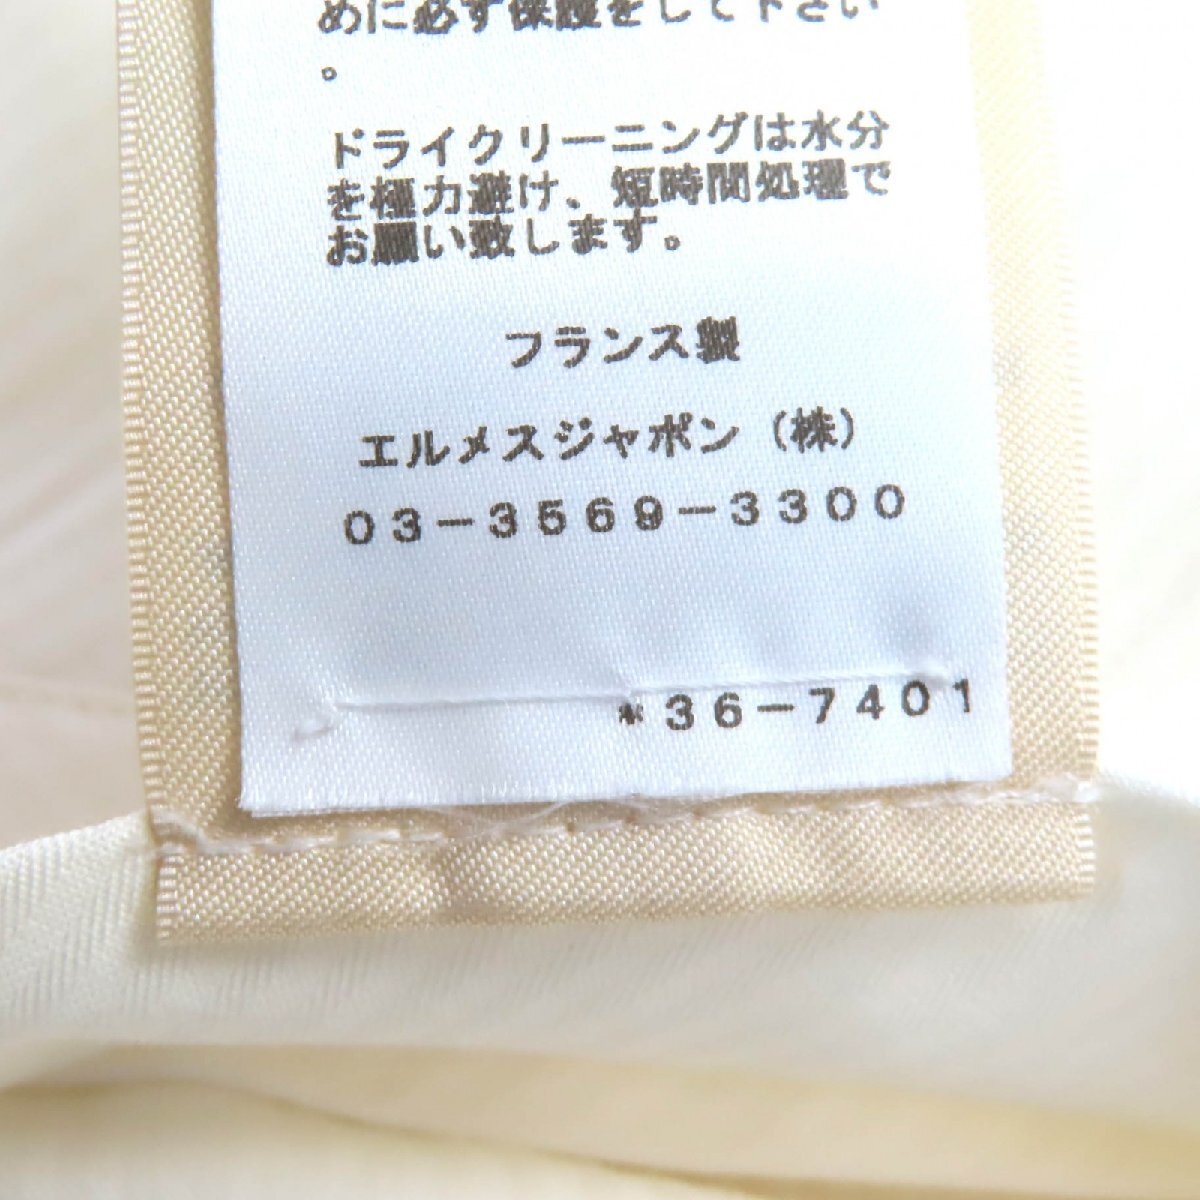 めに必ず保護をして下さい
。
ドライクリーニングは水分
を極力避け、短時間処理で
お願い致します。
フランス製
エルメスジャポン（株）
03-3569-3300
*36-7401